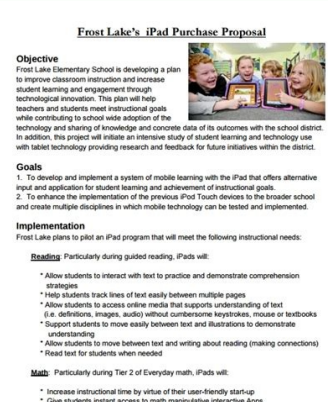 Frost Lake's iPad Purchase Proposal
Objective
Frost Lake Elementary School is developing a plan
to improve classroom instruction and increase
student learning and engagement through
technological innovation. This plan will help
teachers and students meet instructional goals
while contributing to school wide adoption of the
technology and sharing of knowledge and concrete data of its outcomes with the school district.
In addition, this project will initiate an intensive study of student learning and technology use
with tablet technology providing research and feedback for future initiatives within the district.
Goals
1. To develop and implement a system of mobile learning with the iPad that offers alternative
input and application for student learning and achievement of instructional goals.
2. To enhance the implementation of the previous iPod Touch devices to the broader school
and create multiple disciplines in which mobile technology can be tested and implemented.
Implementation
Frost Lake plans to pilot an iPad program that will meet the following instructional needs:
Reading: Particularly during guided reading, iPads will:
* Allow students to interact with text to practice and demonstrate comprehension
strategies
* Help students track lines of text easily between multiple pages
* Allow students to access online media that supports understanding of text
(i.e. definitions, images, audio) without cumbersome keystrokes, mouse or textbooks
* Support students to move easily between text and illustrations to demonstrate
understanding
* Allow students to move between text and writing about reading (making connections)
* Read text for students when needed
Math: Particularly during Tier 2 of Everyday math, iPads will:
* Increase instructional time by virtue of their user-friendly start-up
* Give students instant access to math manipulative interactive Apps